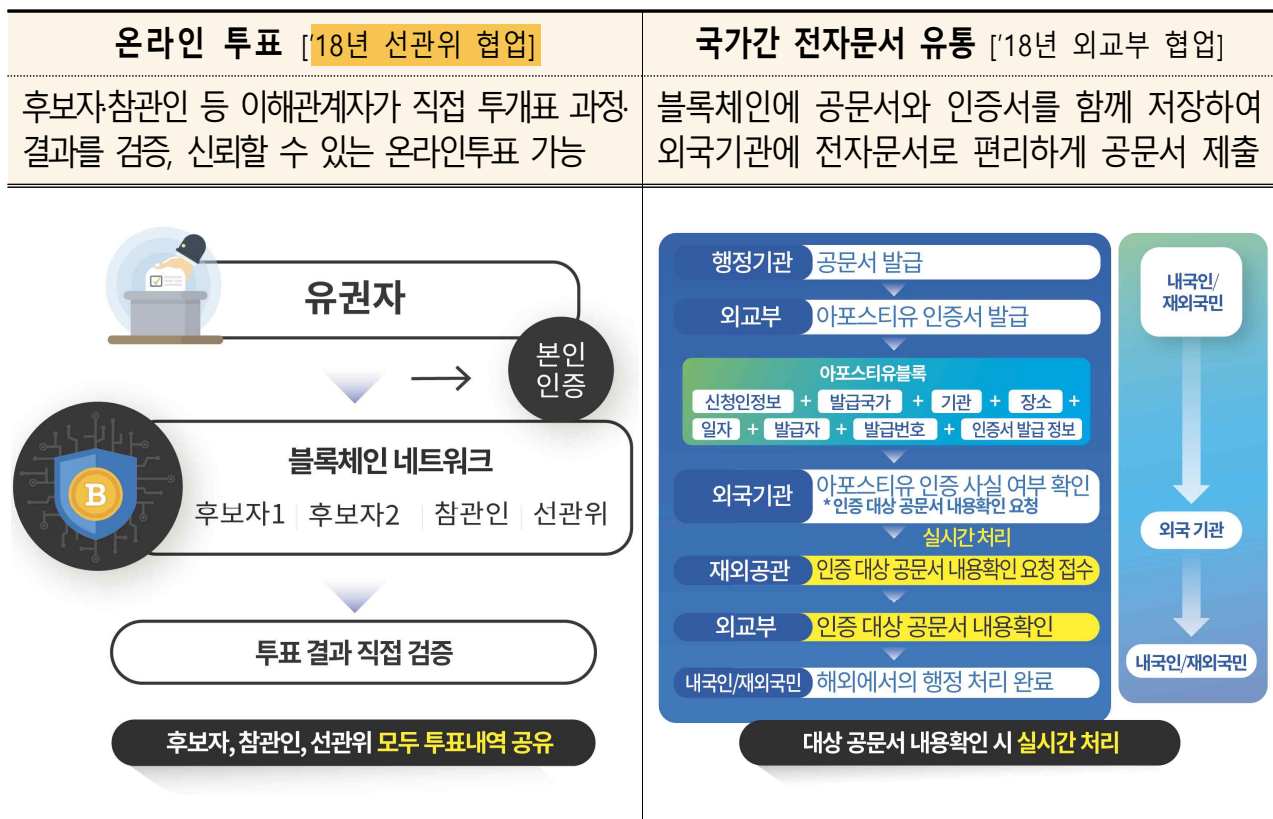 온라인 투표 ['18년 선관위 협업]
후보자·참관인 등 이해관계자가 직접 투개표 과정·
결과를 검증, 신뢰할 수 있는 온라인투표 가능
유권자
본인
인증
블록체인 네트워크
후보자1 | 후보자2 | 참관인 | 선관위
투표 결과 직접 검증
후보자, 참관인, 선관위 모두 투표내역 공유
국가간 전자문서 유통 ['18년 외교부 협업]
블록체인에 공문서와 인증서를 함께 저장하여
외국기관에 전자문서로 편리하게 공문서 제출
행정기관 공문서 발급
외교부 아포스티유 인증서 발급
아포스티유블록
신청인정보 + 발급국가 + 기관 + 장소 +
일자 + 발급자 + 발급번호 + 인증서 발급 정보
외국기관 아포스티유 인증 사실 여부 확인
*인증 대상 공문서 내용확인 요청
실시간 처리
재외공관 인증 대상 공문서 내용확인 요청 접수
외교부 인증 대상 공문서 내용확인
내국인/재외국민 해외에서의 행정 처리 완료
내국인/
재외국민
외국 기관
내국인/재외국민
대상 공문서 내용확인 시 실시간 처리